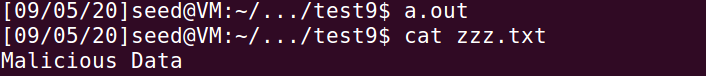 [09/05/20]seed@VM:~/.../test9$ a.out
[09/05/20]seed@VM:~/.../test9$ cat zzz.txt
Malicious Data